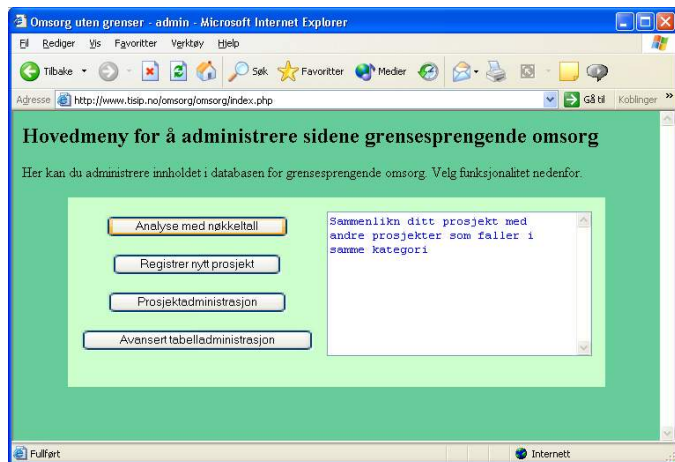 Omsorg uten grenser - admin - Microsoft Internet Explorer
Fil Rediger Vis Favoritter Verktøy Hjelp
Tilbake Søk Favoritter Medier
Adresse http://www.tisip.no/omsorg/omsorg/index.php Gå til Koblinger »
Hovedmeny for å administrere sidene grensesprengende omsorg
Her kan du administrere innholdet i databasen for grensesprengende omsorg. Velg funksjonalitet nedenfor.
Analyse med nøkkeltall
Registrer nytt prosjekt
Prosjektadministrasjon
Avansert tabelladministrasjon
Sammenlikn ditt prosjekt med
andre prosjekter som faller i
samme kategori
Fullført Internett